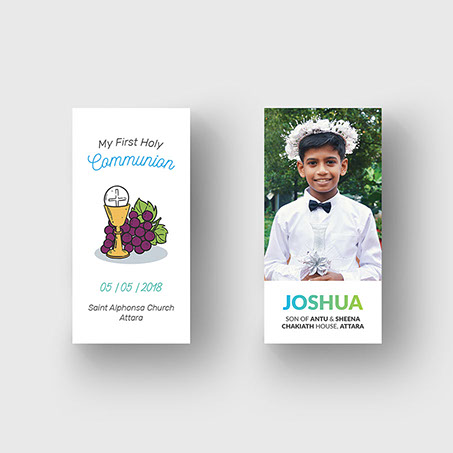 My First Holy
Communion
05 | 05 | 2018
Saint Alphonsa Church
Attara
JOSHUA
SON OF ANTU & SHEENA
CHAKIATH HOUSE, ATTARA